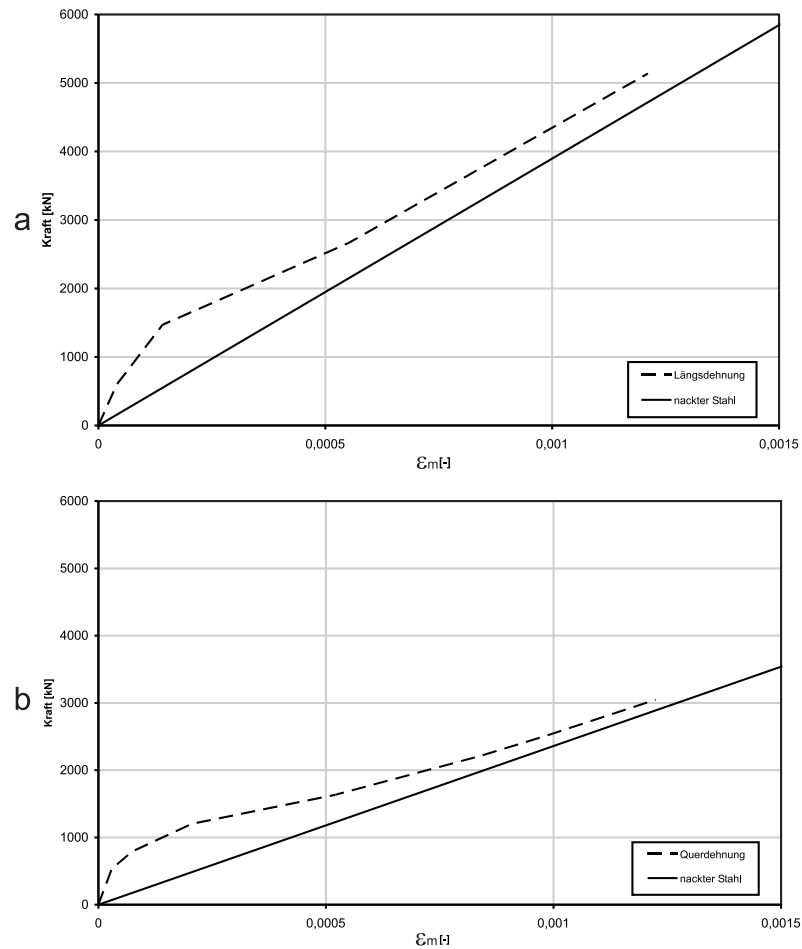 6000
5000
4000
3000
2000
1000
0
a
Kraft [kN]
0 0,0005 0,001 0,0015
εm[-]
Längsdehnung
nackter Stahl
6000
5000
4000
3000
2000
1000
0
b
Kraft [kN]
0 0,0005 0,001 0,0015
εm[-]
Querdehnung
nackter Stahl